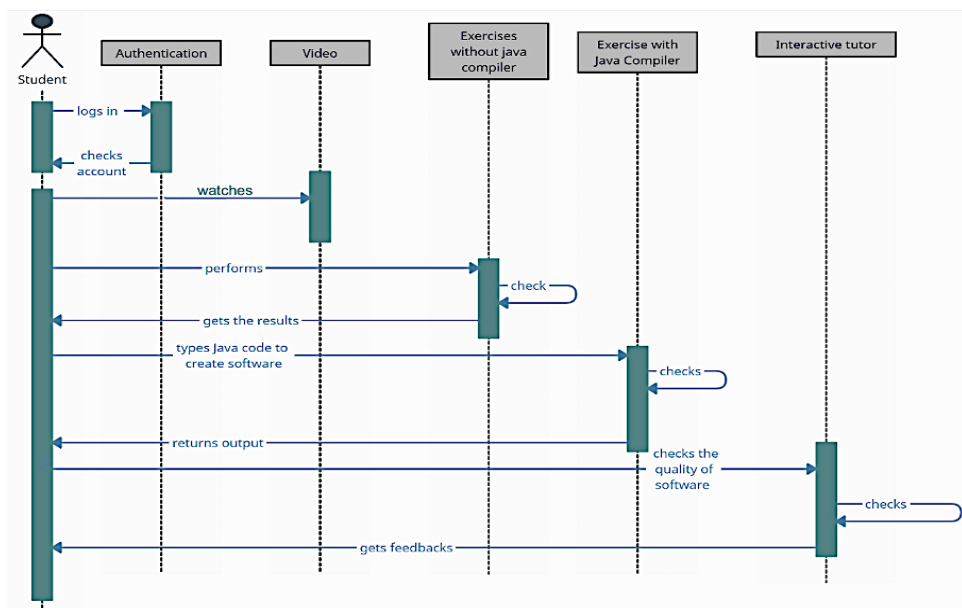 Student
Authentication
Video
Exercises
without java
compiler
Exercise with
Java Compiler
Interactive tutor
logs in
checks
account
watches
performs
check
gets the results
types Java code to
create software
checks
returns output
checks the
quality of
software
checks
gets feedbacks